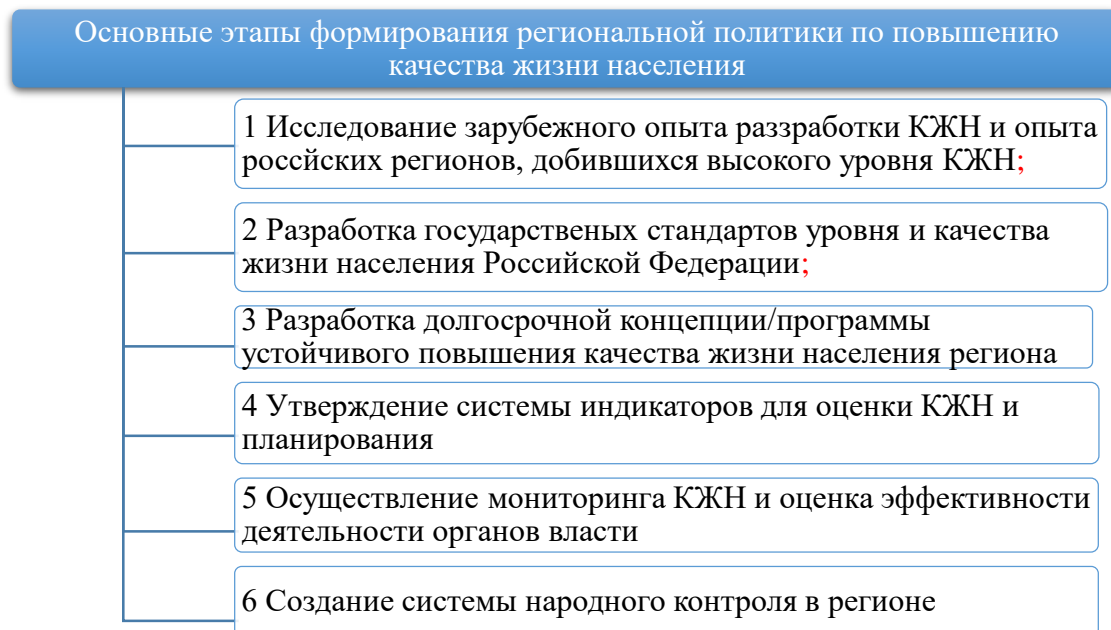 Основные этапы формирования региональной политики по повышению
качества жизни населения
1 Исследование зарубежного опыта раззработки КЖН и опыта
россйских регионов, добившихся высокого уровня КЖН;
2 Разработка государственых стандартов уровня и качества
жизни населения Российской Федерации;
3 Разработка долгосрочной концепции/программы
устойчивого повышения качества жизни населения региона
4 Утверждение системы индикаторов для оценки КЖН и
планирования
5 Осуществление мониторинга КЖН и оценка эффективности
деятельности органов власти
6 Создание системы народного контроля в регионе